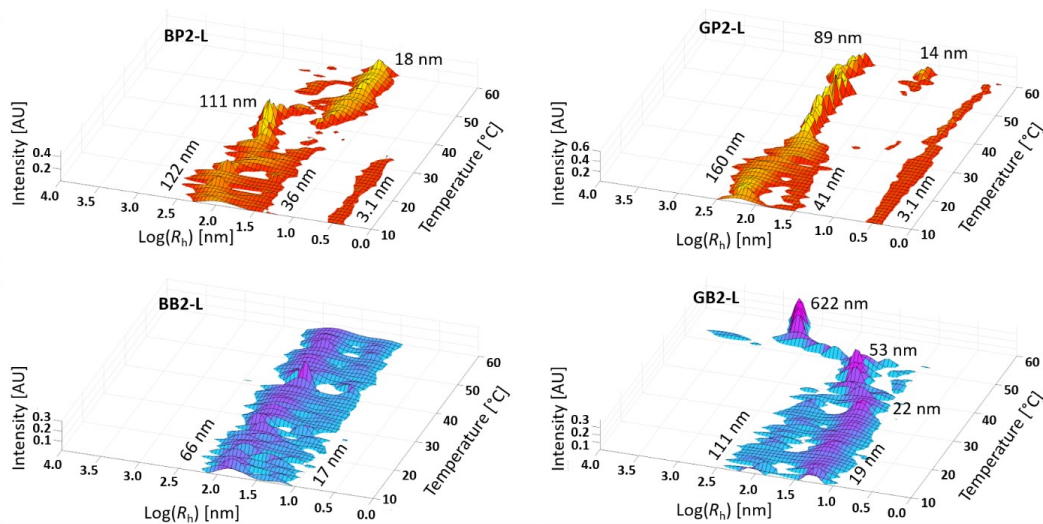 BP2-L
18 nm
111 nm
122 nm
36 nm
3.1 nm
Intensity [AU]
0.4
0.2
4.0
3.5
3.0
2.5
2.0
1.5
1.0
0.5
0.0
Log(Rh) [nm]
10
20
30
40
50
60
Temperature [°C]
GP2-L
89 nm
14 nm
160 nm
41 nm
3.1 nm
Intensity [AU]
0.6
0.4
0.2
4.0
3.5
3.0
2.5
2.0
1.5
1.0
0.5
0.0
Log(Rh) [nm]
10
20
30
40
50
60
Temperature [°C]
BB2-L
66 nm
17 nm
Intensity [AU]
0.3
0.2
0.1
4.0
3.5
3.0
2.5
2.0
1.5
1.0
0.5
0.0
Log(Rh) [nm]
10
20
30
40
50
60
Temperature [°C]
GB2-L
622 nm
53 nm
22 nm
111 nm
19 nm
Intensity [AU]
0.3
0.2
0.1
4.0
3.5
3.0
2.5
2.0
1.5
1.0
0.5
0.0
Log(Rh) [nm]
10
20
30
40
50
60
Temperature [°C]